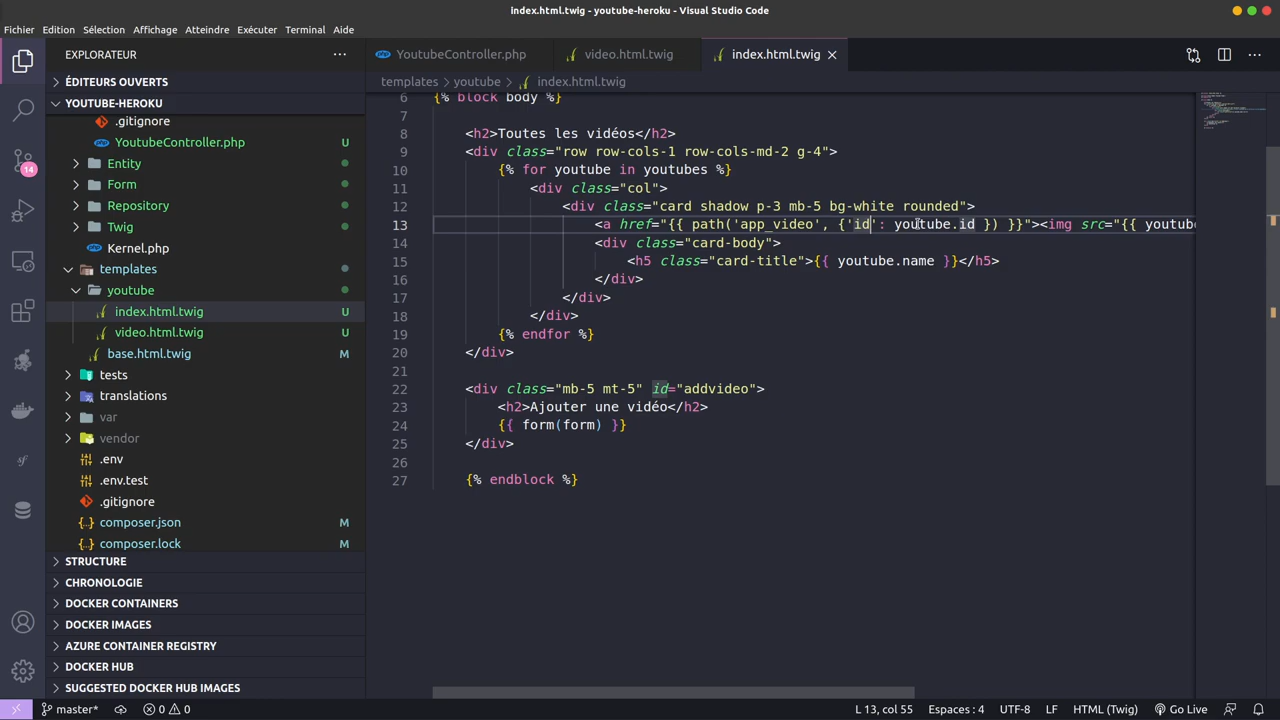 index.html.twig - youtube-heroku - Visual Studio Code
Fichier Edition Sélection Affichage Atteindre Exécuter Terminal Aide
EXPLORATEUR
YoutubeController.php
video.html.twig
index.html.twig
ÉDITEURS OUVERTS
templates > youtube > index.html.twig
YOUTUBE-HEROKU
.gitignore
YoutubeController.php U
Entity
Form
Repository
Twig
Kernel.php
templates
youtube
index.html.twig U
video.html.twig U
base.html.twig M
tests
translations
var
vendor
.env
.env.test
.gitignore
composer.json M
composer.lock M
STRUCTURE
CHRONOLOGIE
DOCKER CONTAINERS
DOCKER IMAGES
AZURE CONTAINER REGISTRY
DOCKER HUB
SUGGESTED DOCKER HUB IMAGES
14
6 {% block body %}
7
8 <h2>Toutes les vidéos</h2>
9 <div class="row row-cols-1 row-cols-md-2 g-4">
10 {% for youtube in youtubes %}
11 <div class="col">
12 <div class="card shadow p-3 mb-5 bg-white rounded">
13 <a href="{{ path('app_video', {'id': youtube.id }) }}"><img src="{{ youtube
14 <div class="card-body">
15 <h5 class="card-title">{{ youtube.name }}</h5>
16 </div>
17 </div>
18 </div>
19 {% endfor %}
20 </div>
21
22 <div class="mb-5 mt-5" id="addvideo">
23 <h2>Ajouter une vidéo</h2>
24 {{ form(form) }}
25 </div>
26
27 {% endblock %}
master* 0 0 L 13, col 55 Espaces : 4 UTF-8 LF HTML (Twig) Go Live